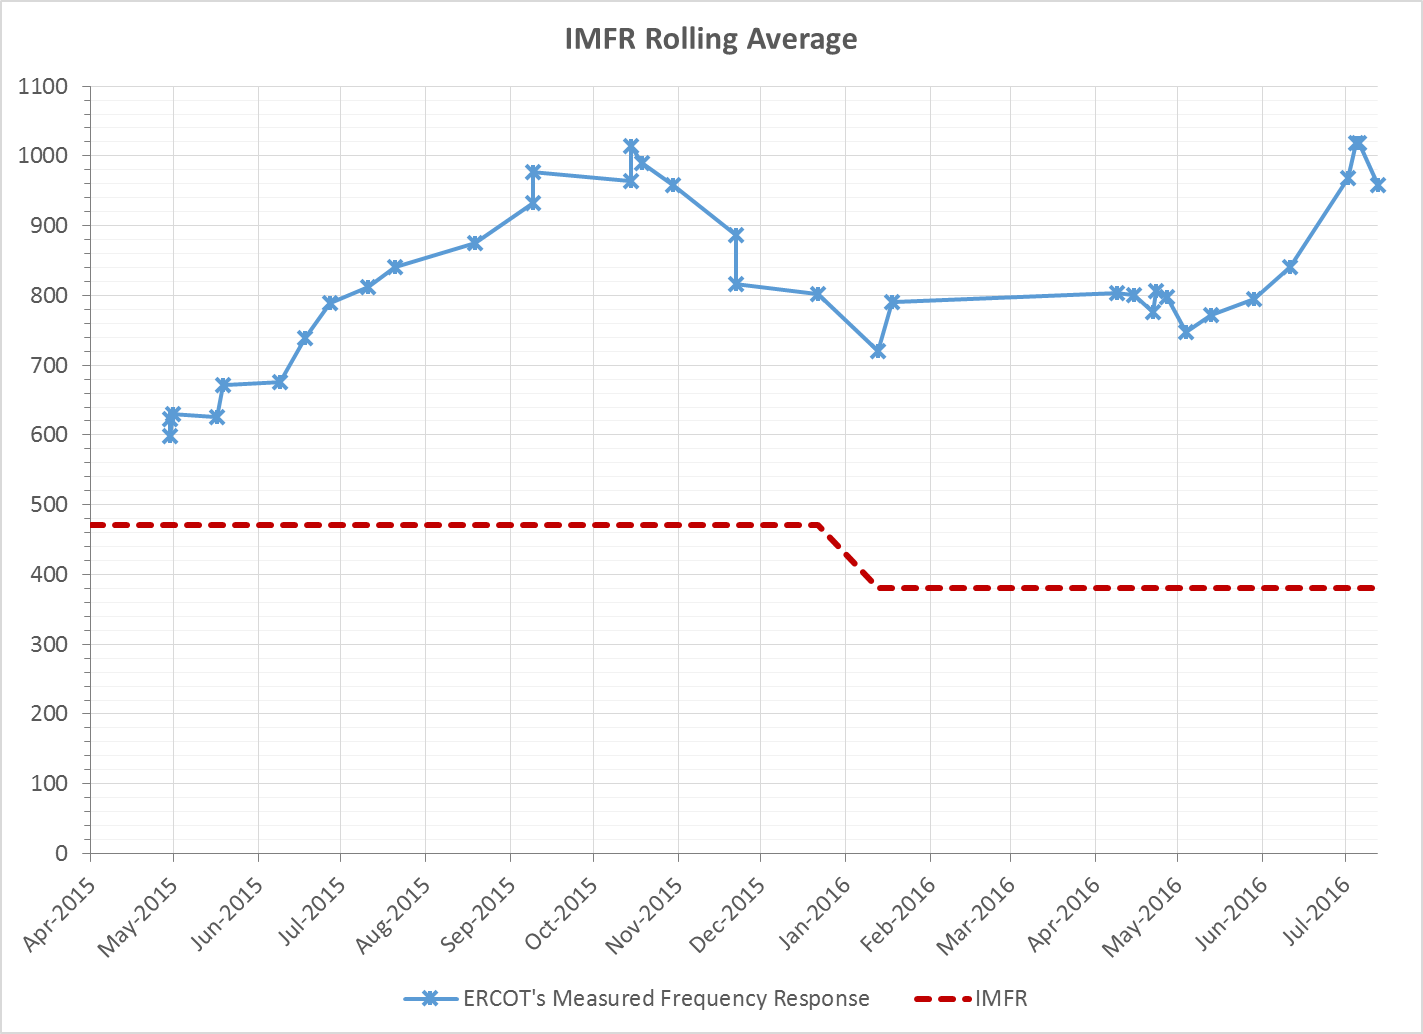 IMFR Rolling Average
1100
1000
900
800
700
600
500
400
300
200
100
0
Apr-2015
May-2015
Jun-2015
Jul-2015
Aug-2015
Sep-2015
Oct-2015
Nov-2015
Dec-2015
Jan-2016
Feb-2016
Mar-2016
Apr-2016
May-2016
Jun-2016
Jul-2016
ERCOT's Measured Frequency Response
IMFR